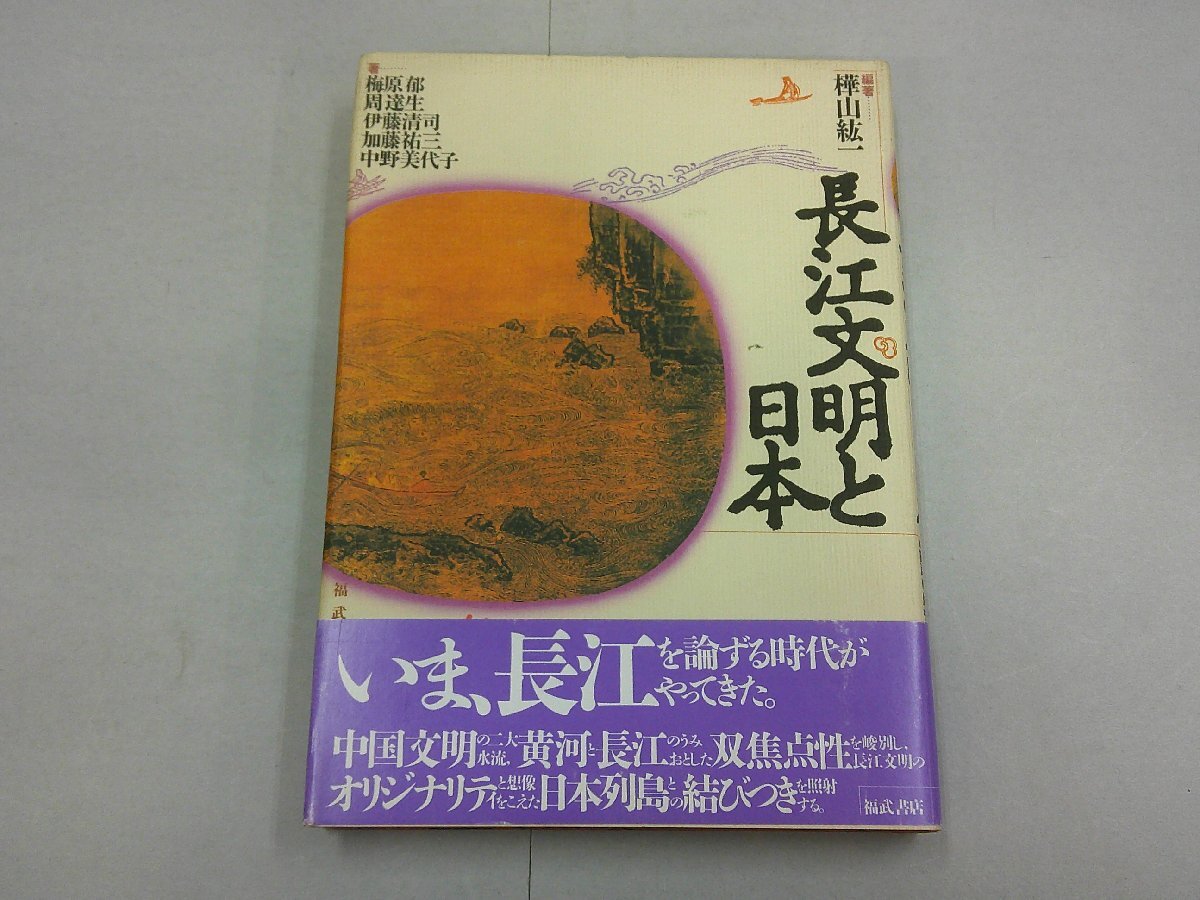 編著
樺山紘一
長江文明と
日本
著
梅原郁
周達生
伊藤清司
加藤祐三
中野美代子
福武
いま、長江を論ずる時代が
やってきた。
中国文明の二大水流、黄河と長江のうみおとした双焦点性を峻別し、長江文明の
オリジナリティと想像をこえた日本列島との結びつきを照射する。
福武書店